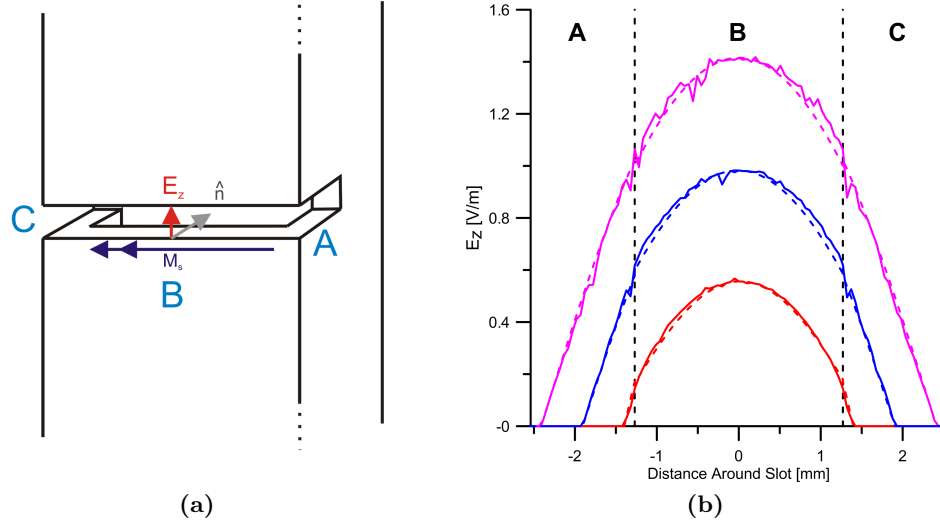 C
E_z
n̂
A
M_s
B
(a)
A B C
1.6
1.2
0.8
0.4
-0
E_Z [V/m]
-2 -1 0 1 2
Distance Around Slot [mm]
(b)